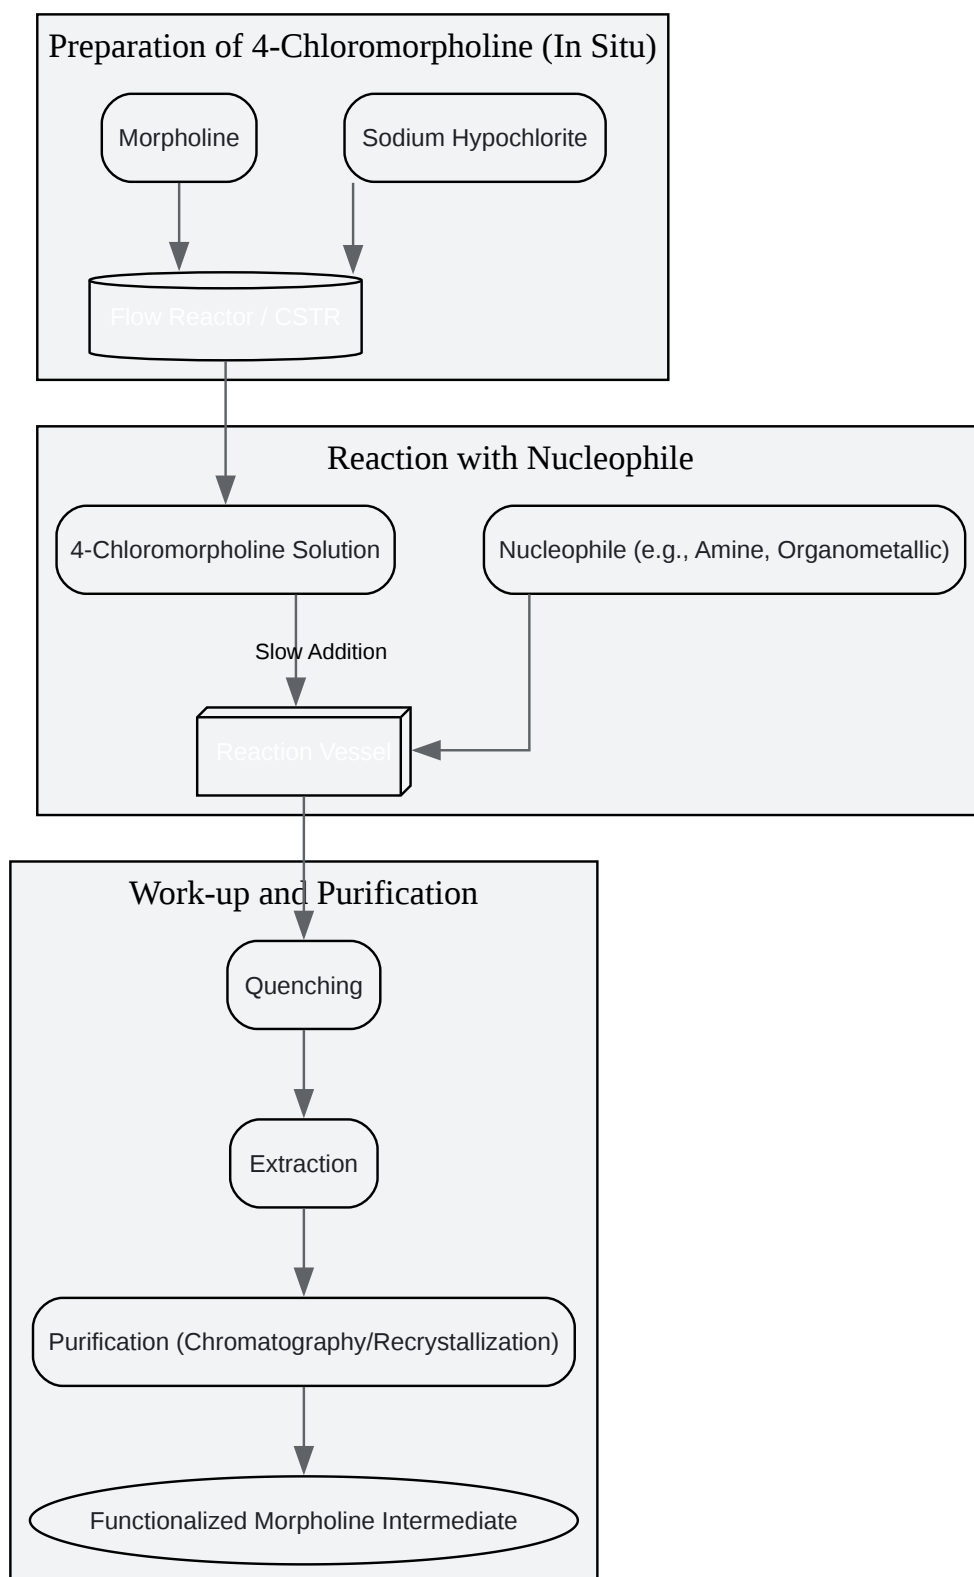 Preparation of 4-Chloromorpholine (In Situ)
Morpholine
Sodium Hypochlorite
Flow Reactor / CSTR
Reaction with Nucleophile
4-Chloromorpholine Solution
Nucleophile (e.g., Amine, Organometallic)
Slow Addition
Reaction Vessel
Work-up and Purification
Quenching
Extraction
Purification (Chromatography/Recrystallization)
Functionalized Morpholine Intermediate